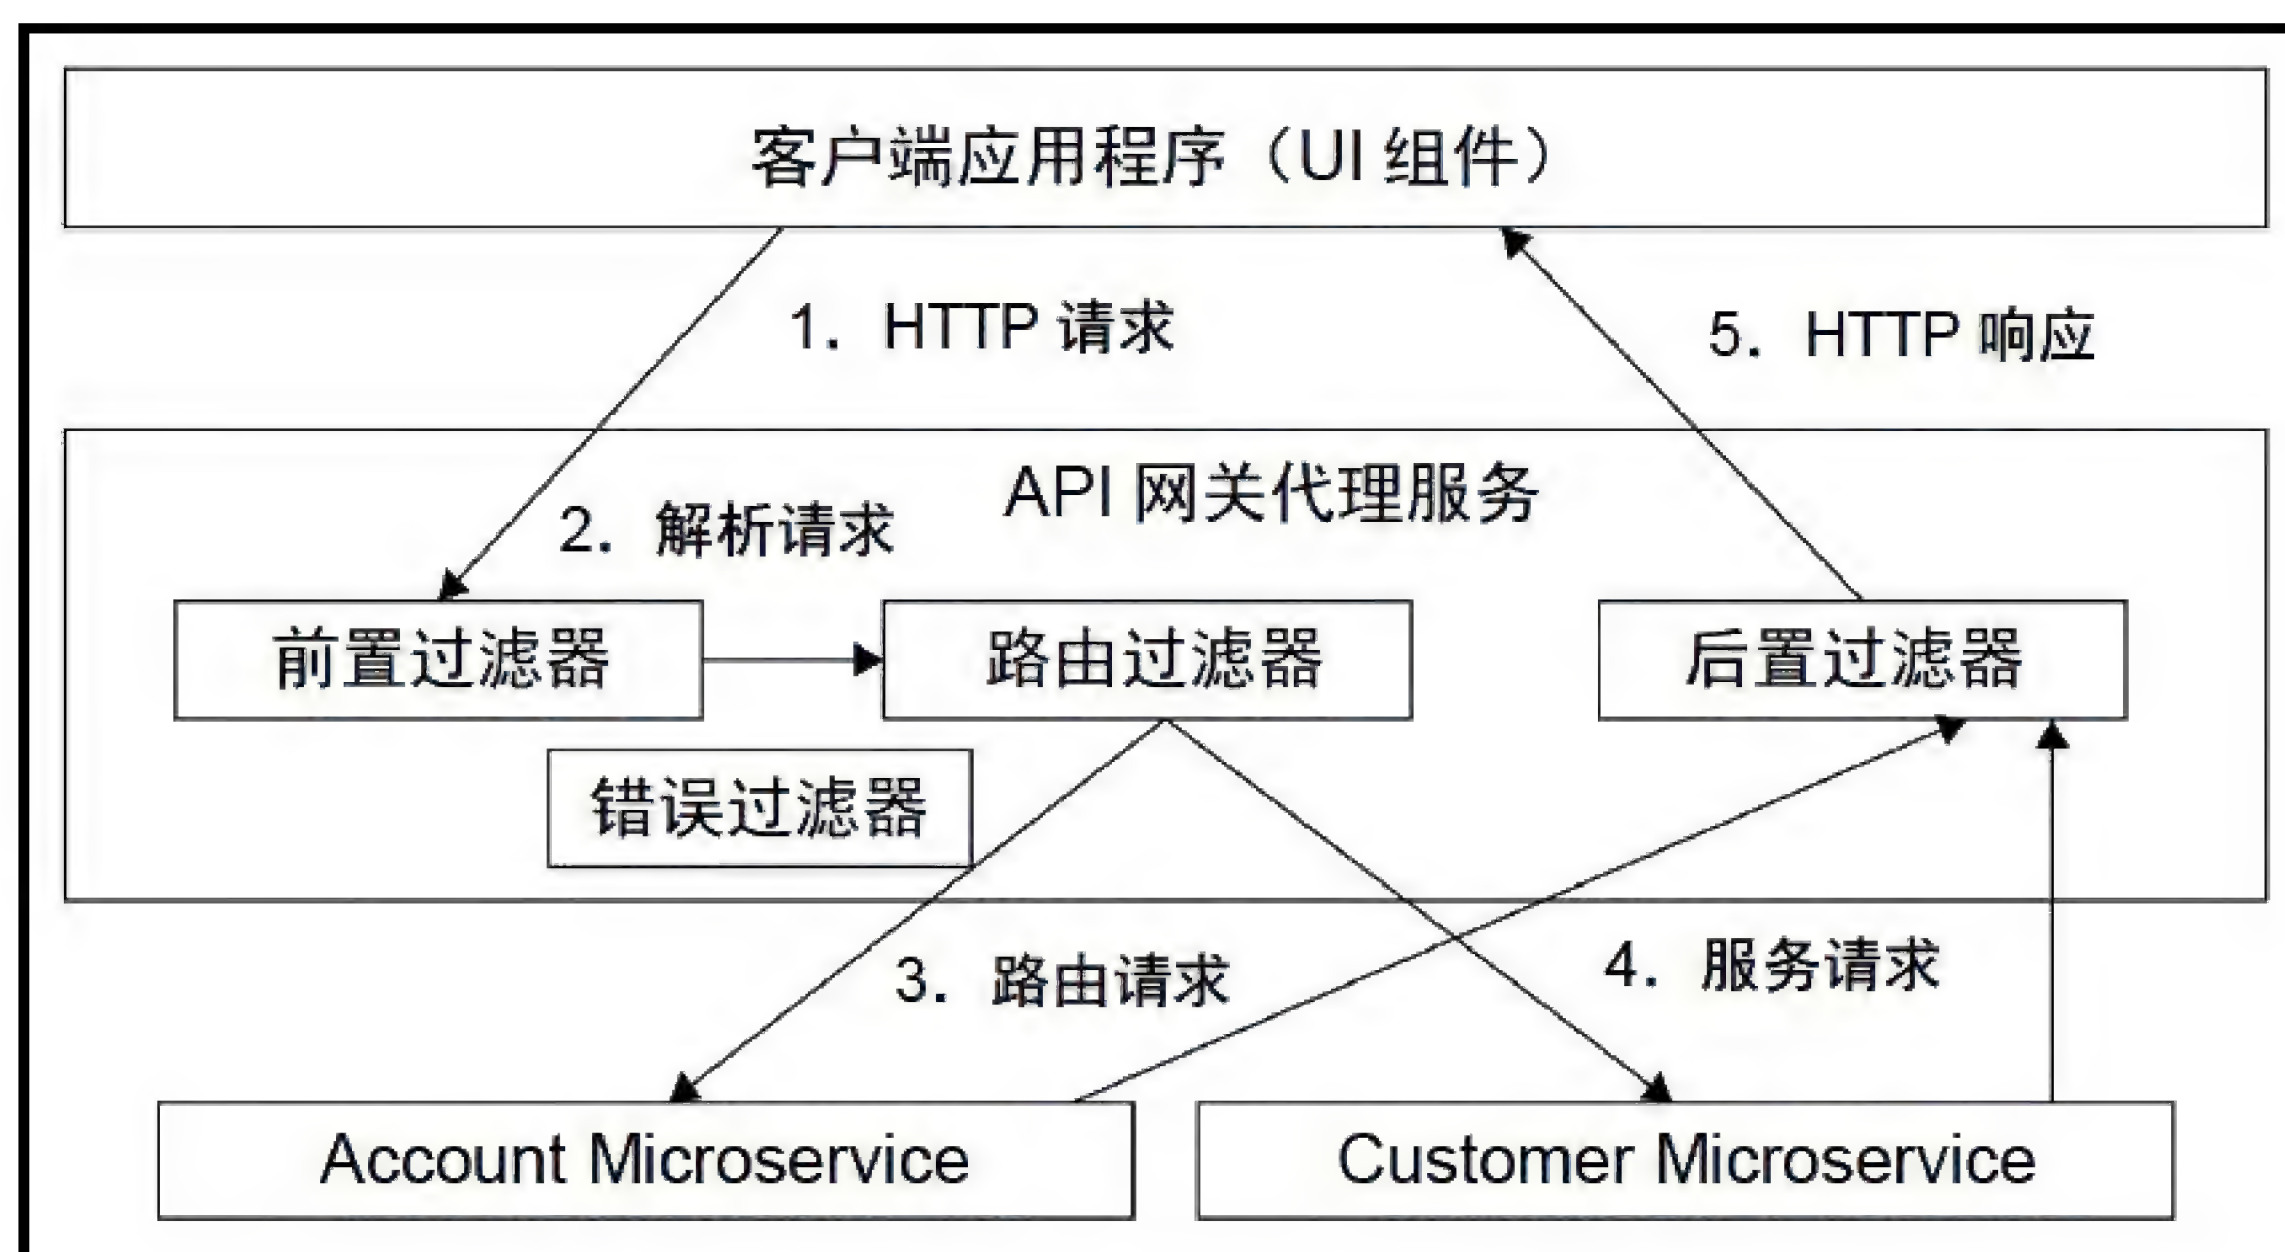 客户端应用程序（UI 组件）
1．HTTP 请求
5．HTTP 响应
API 网关代理服务
2．解析请求
前置过滤器
路由过滤器
后置过滤器
错误过滤器
3．路由请求
4．服务请求
Account Microservice
Customer Microservice